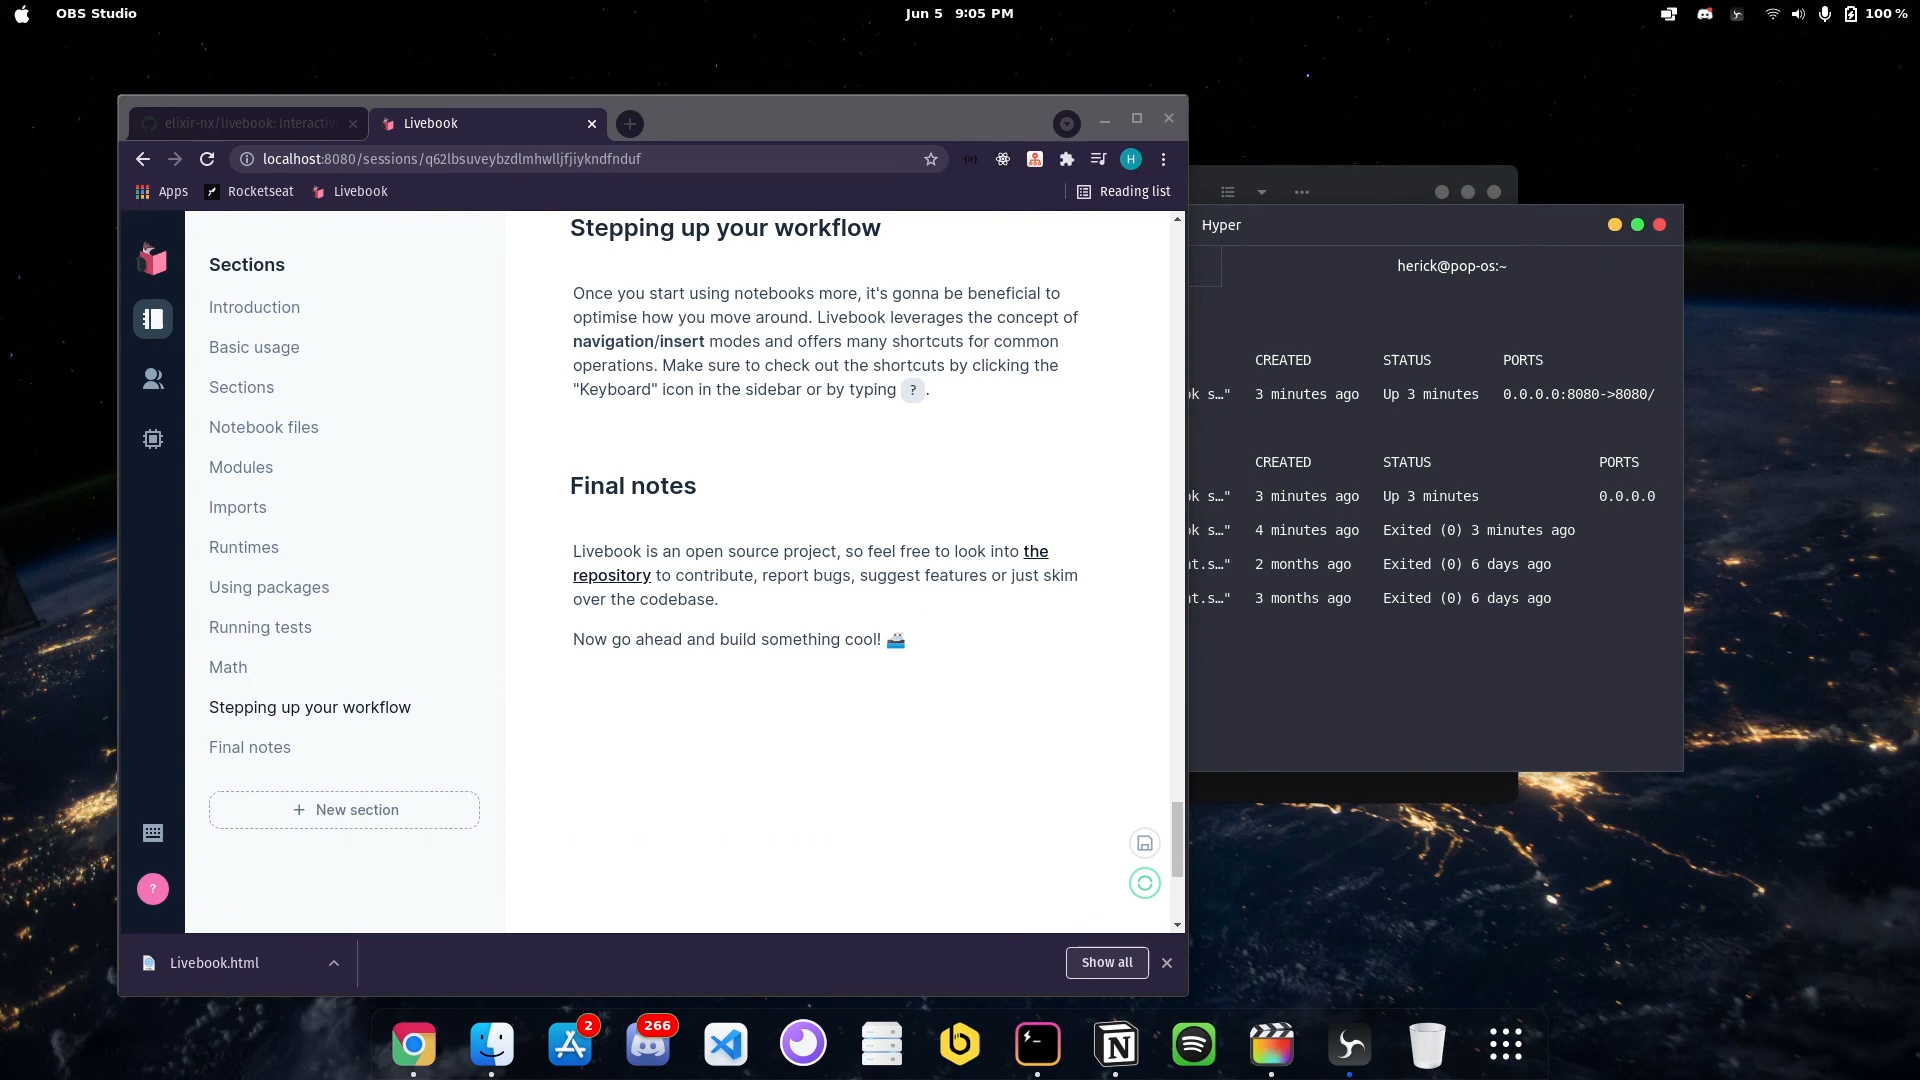 OBS Studio
Jun 5 9:05 PM
100 %
elixir-nx/livebook: Interactiv
Livebook
localhost:8080/sessions/q62lbsuveybzdlmhwlljfjiykndfnduf
H
Apps
Rocketseat
Livebook
Reading list
Sections
Introduction
Basic usage
Sections
Notebook files
Modules
Imports
Runtimes
Using packages
Running tests
Math
Stepping up your workflow
Final notes
+ New section
?
Stepping up your workflow
Once you start using notebooks more, it's gonna be beneficial to
optimise how you move around. Livebook leverages the concept of
navigation/insert modes and offers many shortcuts for common
operations. Make sure to check out the shortcuts by clicking the
"Keyboard" icon in the sidebar or by typing ? .
Final notes
Livebook is an open source project, so feel free to look into the
repository to contribute, report bugs, suggest features or just skim
over the codebase.
Now go ahead and build something cool! 🚢
Livebook.html
Show all
Hyper
herick@pop-os:~
CREATED STATUS PORTS
ok s…" 3 minutes ago Up 3 minutes 0.0.0.0:8080->8080/
CREATED STATUS PORTS
ok s…" 3 minutes ago Up 3 minutes 0.0.0.0
ok s…" 4 minutes ago Exited (0) 3 minutes ago
nt.s…" 2 months ago Exited (0) 6 days ago
nt.s…" 3 months ago Exited (0) 6 days ago
2
266